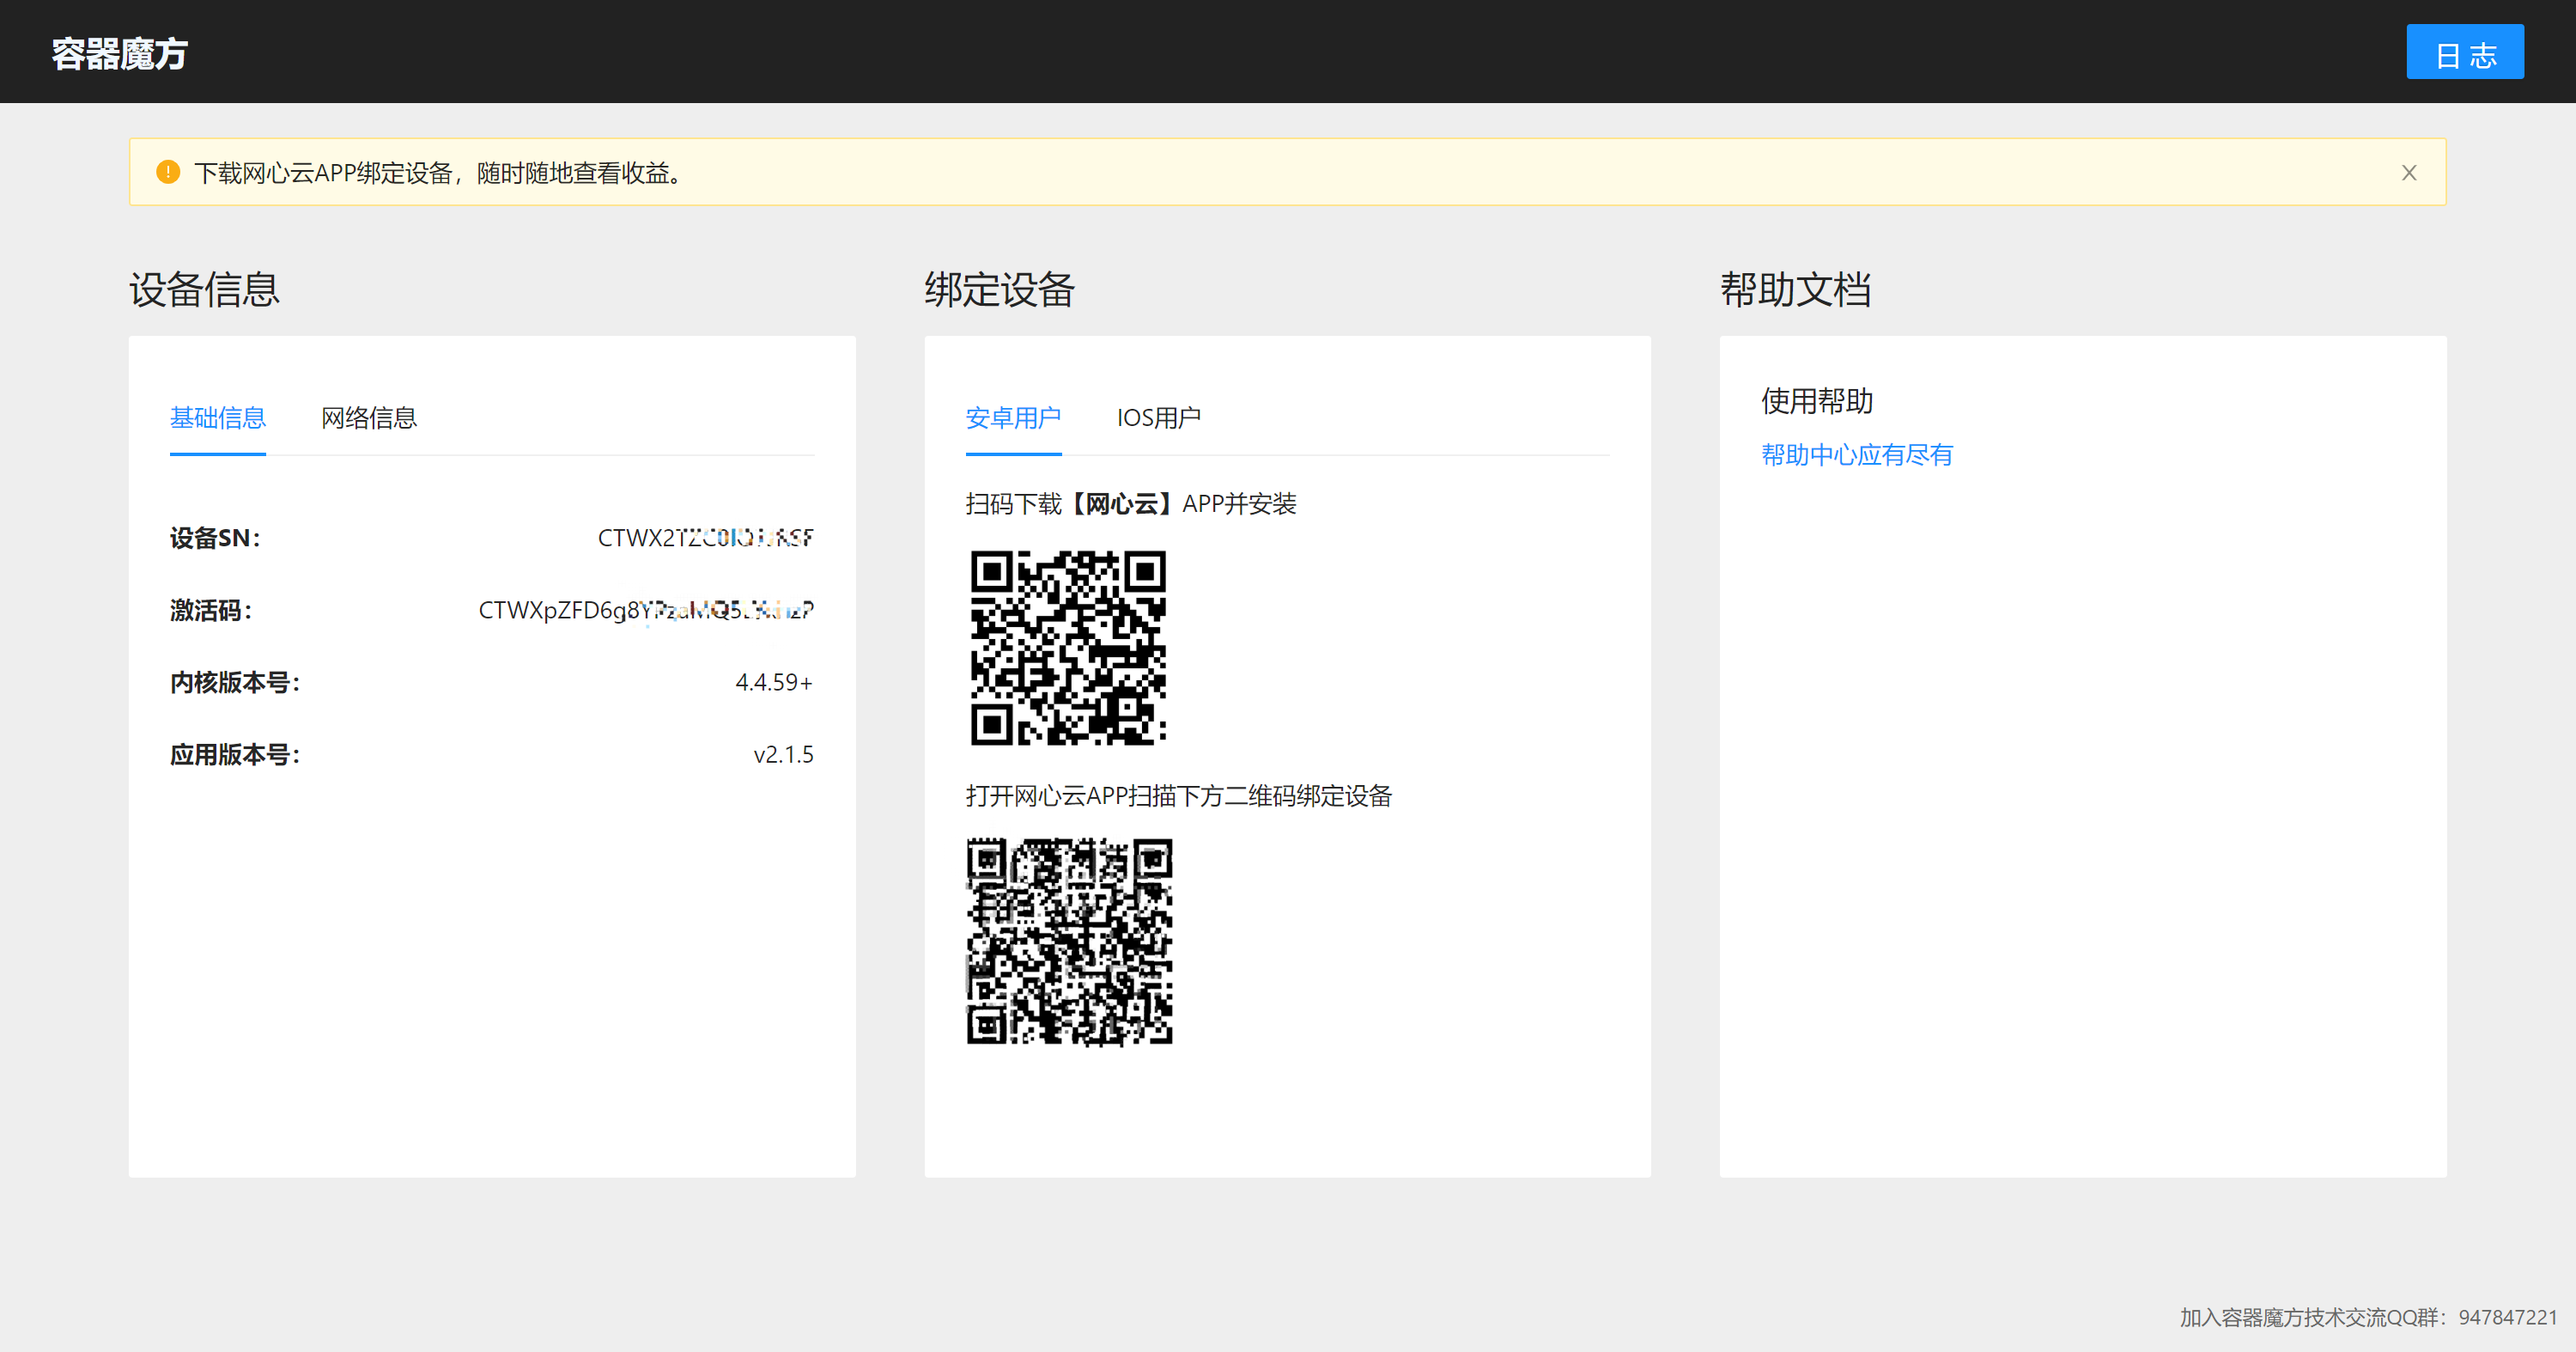 容器魔方
日志
下载网心云APP绑定设备，随时随地查看收益。
设备信息
基础信息 网络信息
设备SN：
激活码：
内核版本号： 4.4.59+
应用版本号： v2.1.5
绑定设备
安卓用户 IOS用户
扫码下载【网心云】APP并安装
打开网心云APP扫描下方二维码绑定设备
帮助文档
使用帮助
帮助中心应有尽有
加入容器魔方技术交流QQ群：947847221